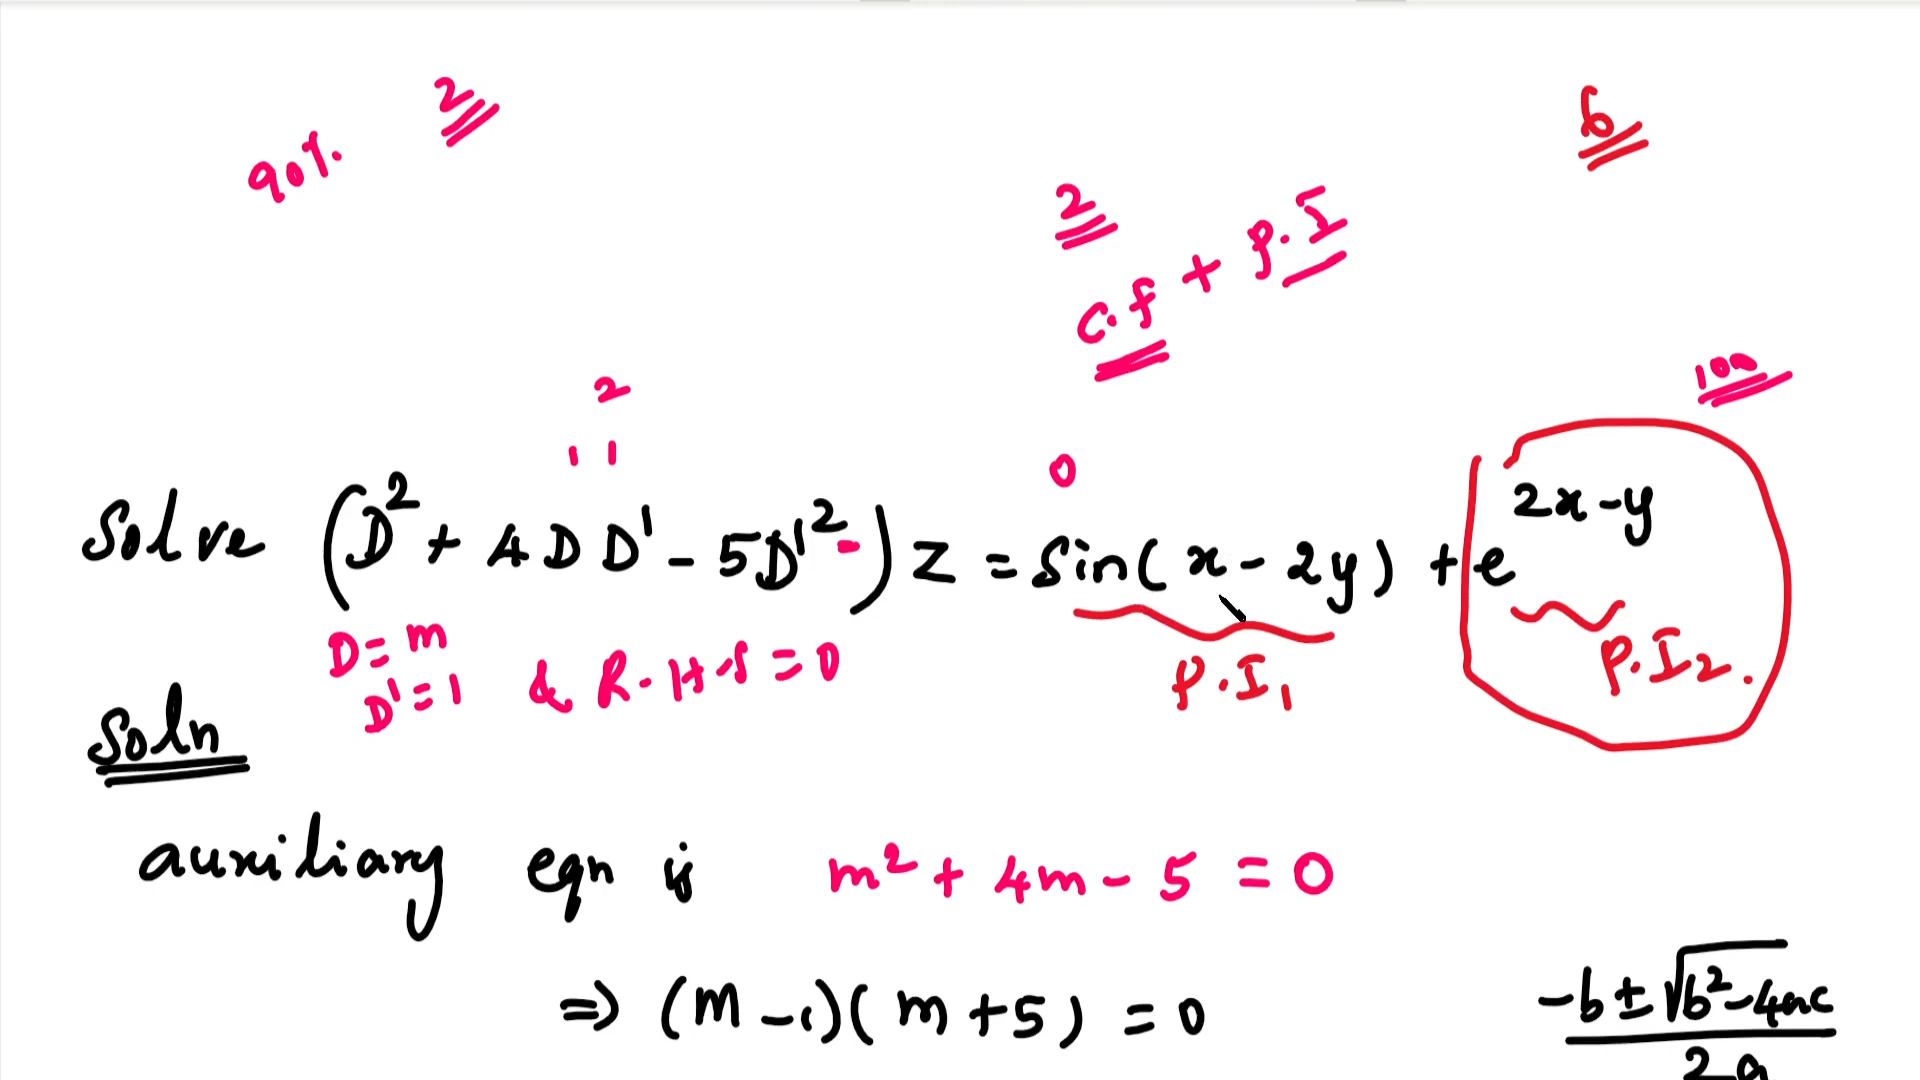 90%. 2
6
2
C.f + P.I
100
2
1 1
0
Solve (D² + 4DD' - 5D'²) z = Sin(x - 2y) + e^{2x-y}
D = m
D' = 1 & R.H.S = 0
P.I₁
P.I₂.
Soln
auxiliary eqn is m² + 4m - 5 = 0
⇒ (m - 1)(m + 5) = 0
-b ± √b² - 4ac
2a